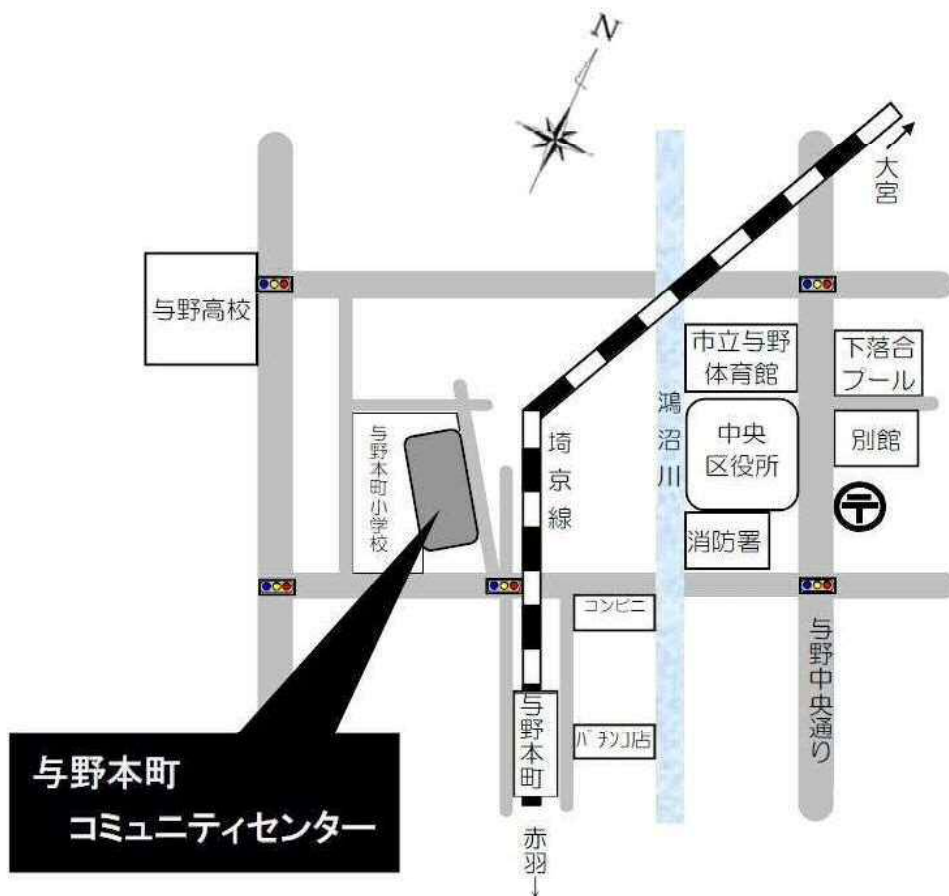 N
大宮
与野高校
市立与野
体育館
下落合
プール
鴻沼川
中央
区役所
別館
埼京線
与野本町小学校
〒
消防署
コンビニ
与野中央通り
与野本町
パチンコ店
与野本町
コミュニティセンター
赤羽